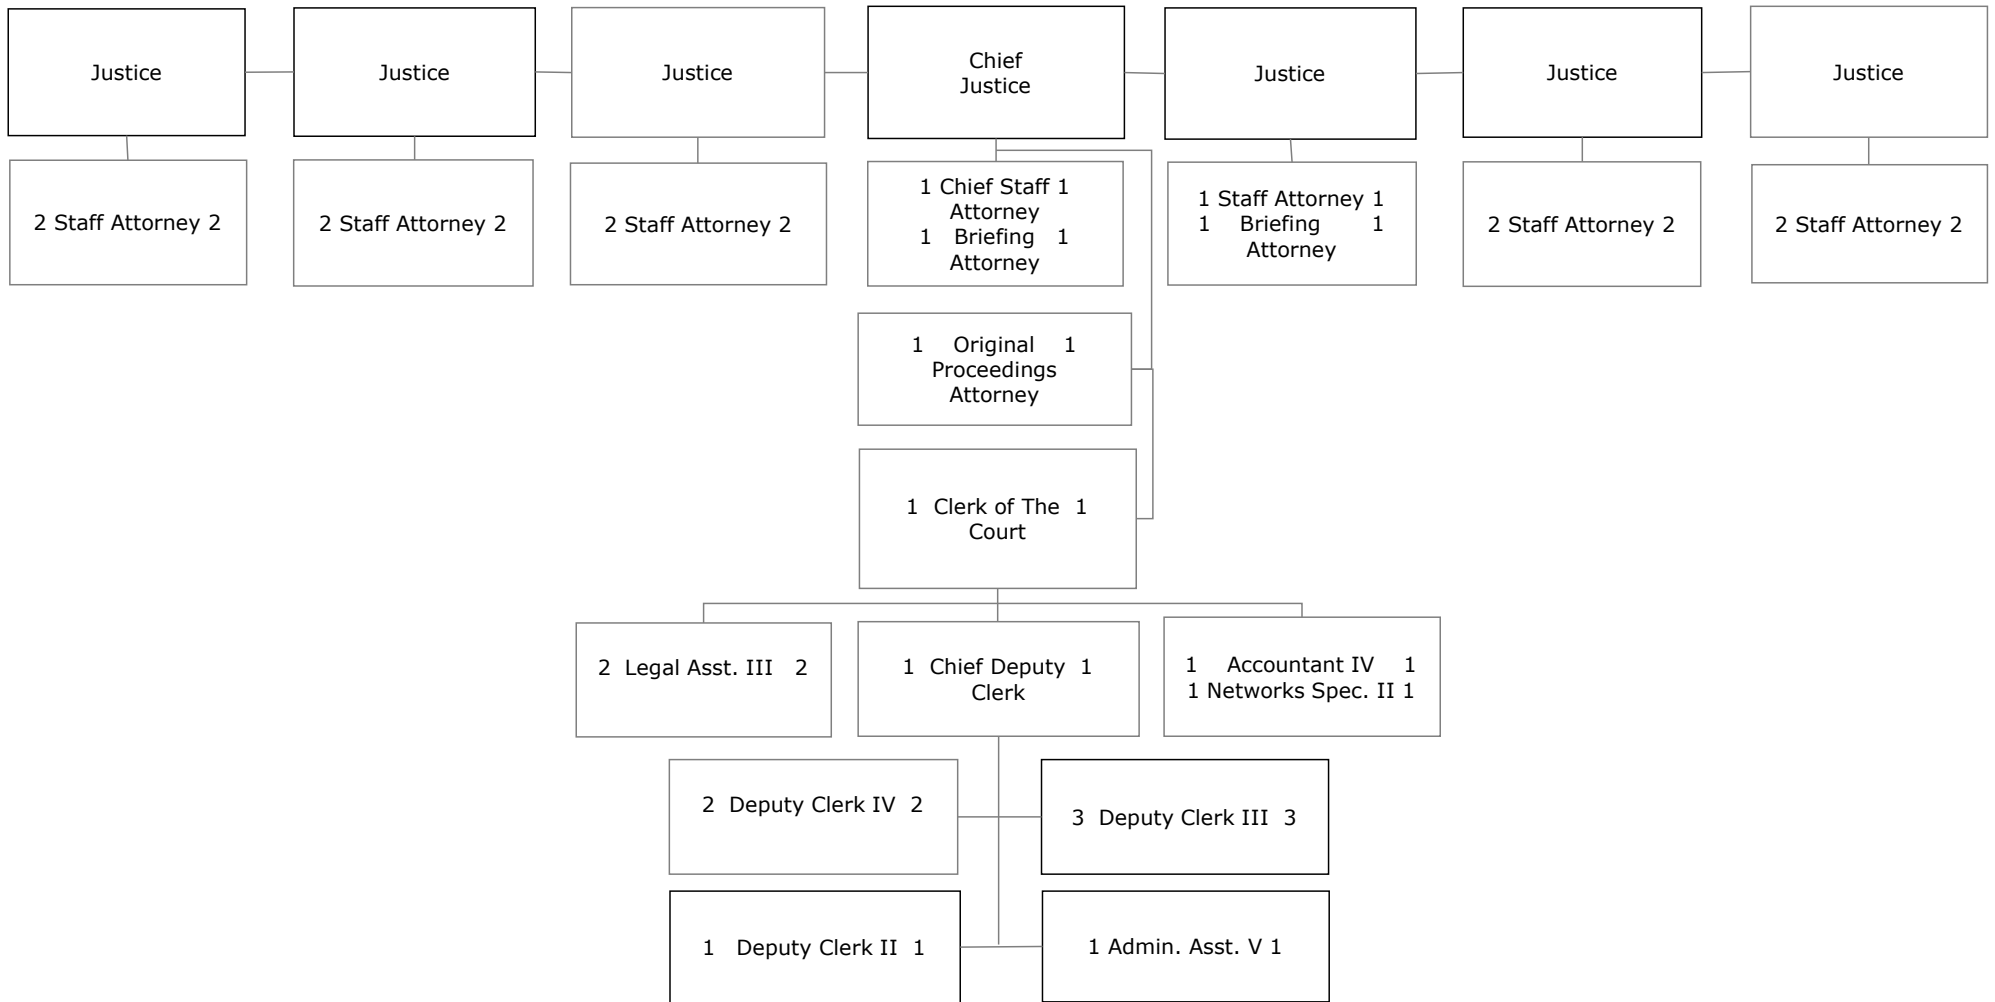 Justice
Justice
Justice
Chief
Justice
Justice
Justice
Justice
2 Staff Attorney 2
2 Staff Attorney 2
2 Staff Attorney 2
1 Chief Staff 1
Attorney
1 Briefing 1
Attorney
1 Staff Attorney 1
1 Briefing 1
Attorney
2 Staff Attorney 2
2 Staff Attorney 2
1 Original 1
Proceedings
Attorney
1 Clerk of The 1
Court
2 Legal Asst. III 2
1 Chief Deputy 1
Clerk
1 Accountant IV 1
1 Networks Spec. II 1
2 Deputy Clerk IV 2
3 Deputy Clerk III 3
1 Deputy Clerk II 1
1 Admin. Asst. V 1